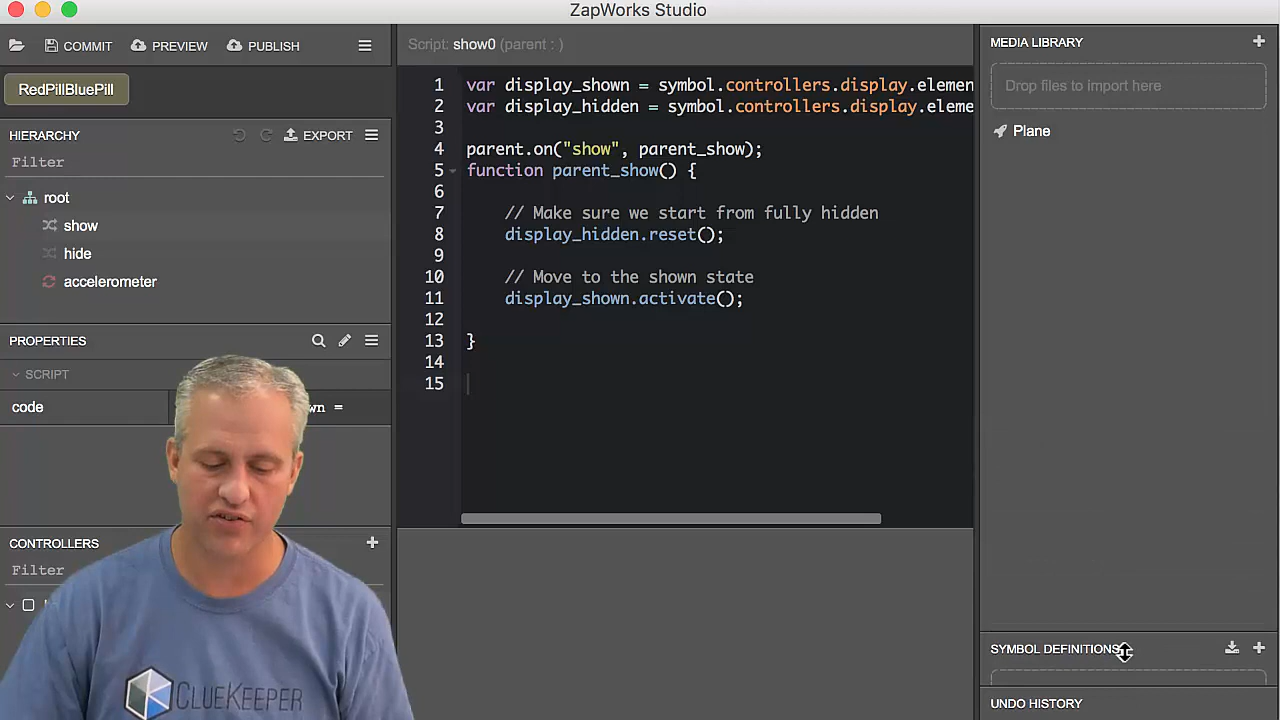 ZapWorks Studio
COMMIT
PREVIEW
PUBLISH
RedPillBluePill
HIERARCHY
EXPORT
Filter
root
show
hide
accelerometer
PROPERTIES
SCRIPT
code
wn =
CONTROLLERS
Filter
CLUEKEEPER
Script: show0 (parent : )
1 var display_shown = symbol.controllers.display.elemen
2 var display_hidden = symbol.controllers.display.eleme
3
4 parent.on("show", parent_show);
5 function parent_show() {
6
7 // Make sure we start from fully hidden
8 display_hidden.reset();
9
10 // Move to the shown state
11 display_shown.activate();
12
13 }
14
15
MEDIA LIBRARY
Drop files to import here
Plane
SYMBOL DEFINITIONS
UNDO HISTORY